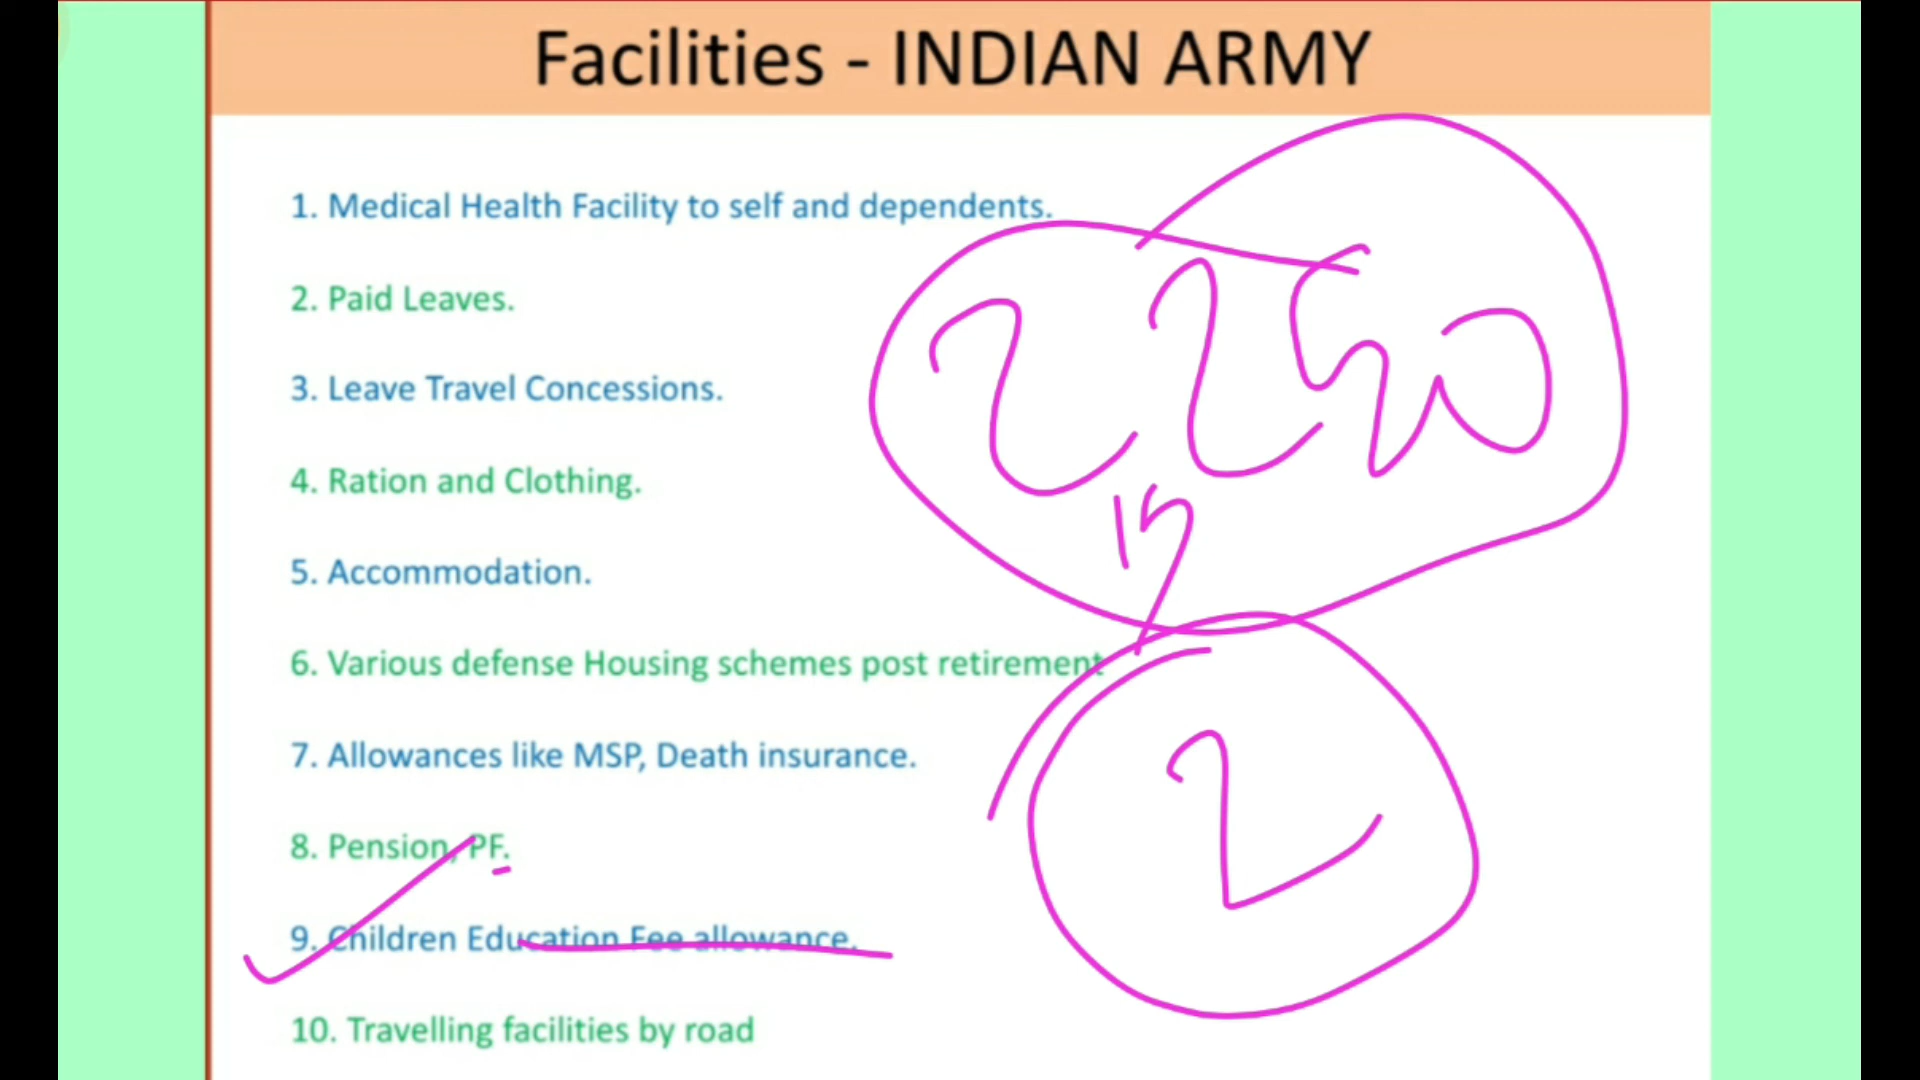 Facilities - INDIAN ARMY
1. Medical Health Facility to self and dependents.
2. Paid Leaves.
3. Leave Travel Concessions.
2250
4. Ration and Clothing.
5. Accommodation.
6. Various defense Housing schemes post retirement
7. Allowances like MSP, Death insurance.
2
8. Pension, PF.
9. Children Education Fee allowance.
10. Travelling facilities by road